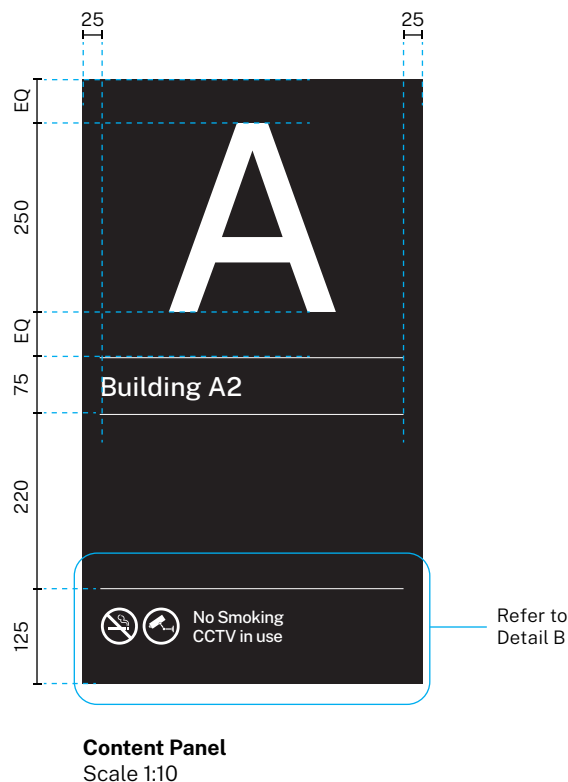 25
25
EQ
250
A
EQ
75
Building A2
220
125
No Smoking
CCTV in use
Refer to
Detail B
Content Panel
Scale 1:10